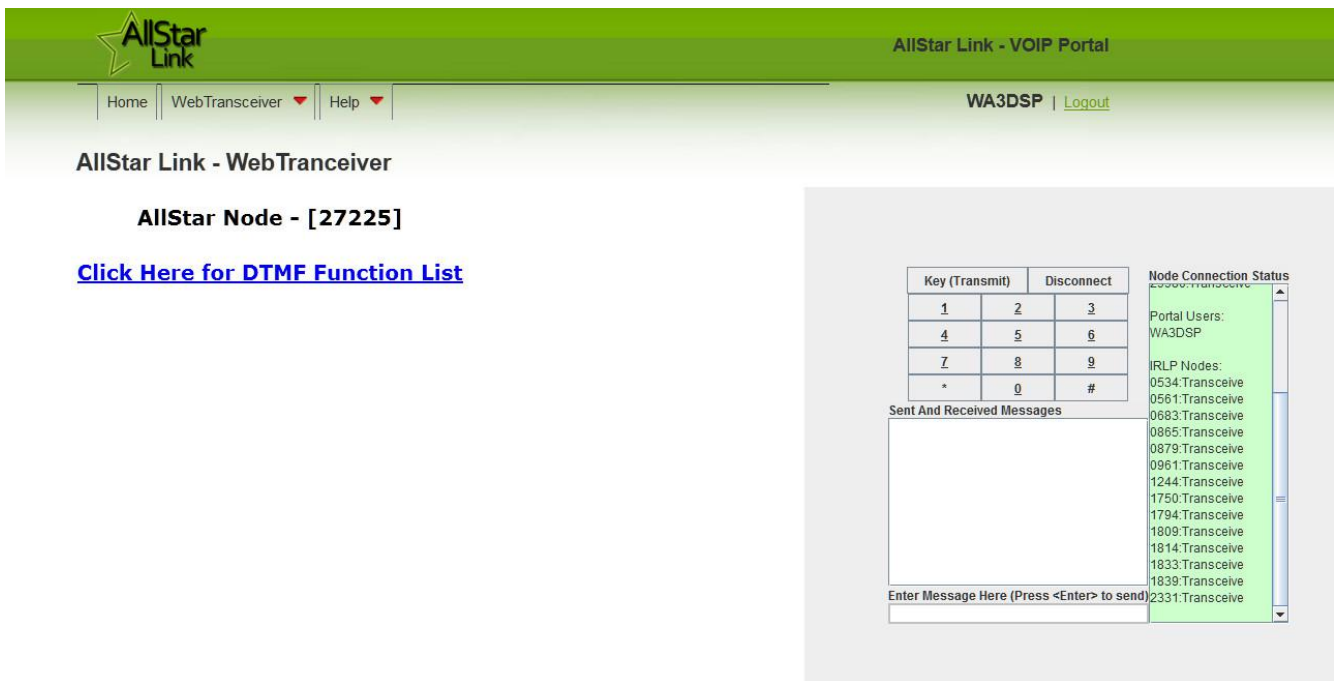 AllStar
Link
AllStar Link - VOIP Portal
Home WebTransceiver Help
WA3DSP | Logout
AllStar Link - WebTranceiver
AllStar Node - [27225]
Click Here for DTMF Function List
Key (Transmit) Disconnect
1 2 3
4 5 6
7 8 9
* 0 #
Sent And Received Messages
Enter Message Here (Press <Enter> to send)
Node Connection Status
Portal Users:
WA3DSP
IRLP Nodes:
0534:Transceive
0561:Transceive
0683:Transceive
0865:Transceive
0879:Transceive
0961:Transceive
1244:Transceive
1750:Transceive
1794:Transceive
1809:Transceive
1814:Transceive
1833:Transceive
1839:Transceive
2331:Transceive